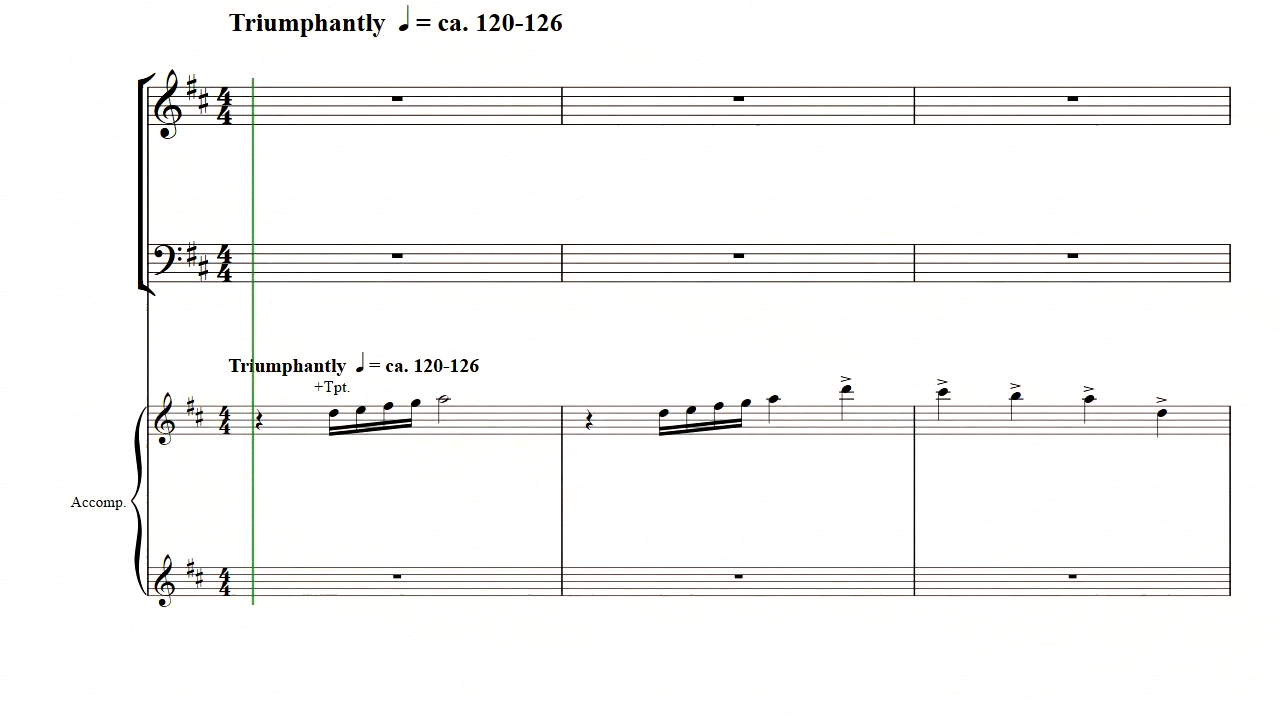 Triumphantly ♩ = ca. 120-126
Triumphantly ♩ = ca. 120-126
+Tpt.
Accomp.